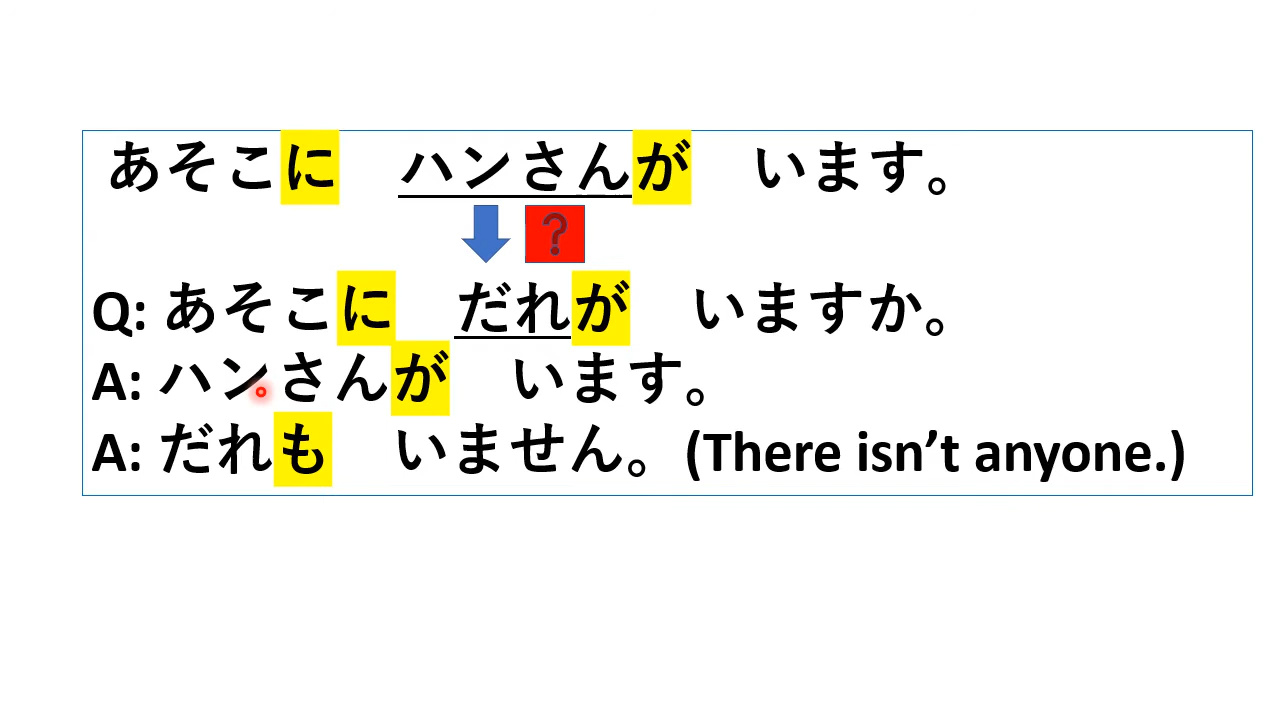 あそこに　ハンさんが　います。
?
Q: あそこに　だれが　いますか。
A: ハンさんが　います。
A: だれも　いません。(There isn’t anyone.)